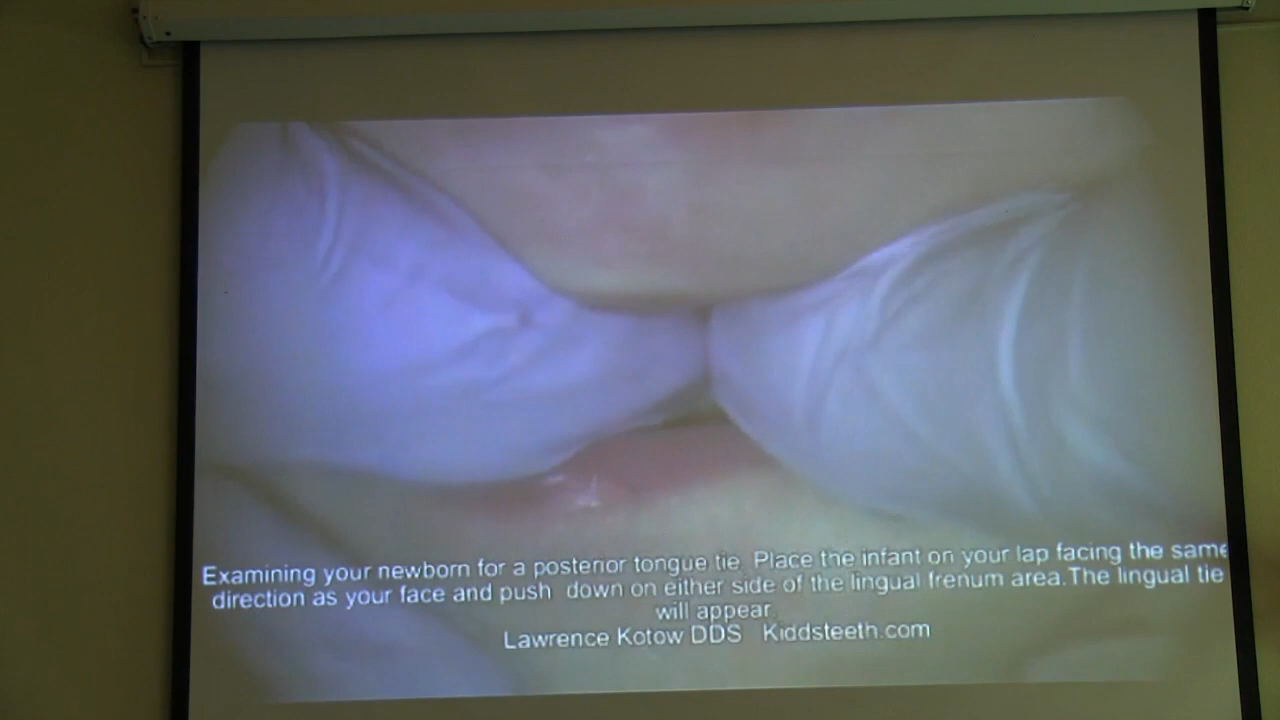 Examining your newborn for a posterior tongue tie. Place the infant on your lap facing the same
direction as your face and push down on either side of the lingual frenum area.The lingual tie
will appear.
Lawrence Kotow DDS Kiddsteeth.com